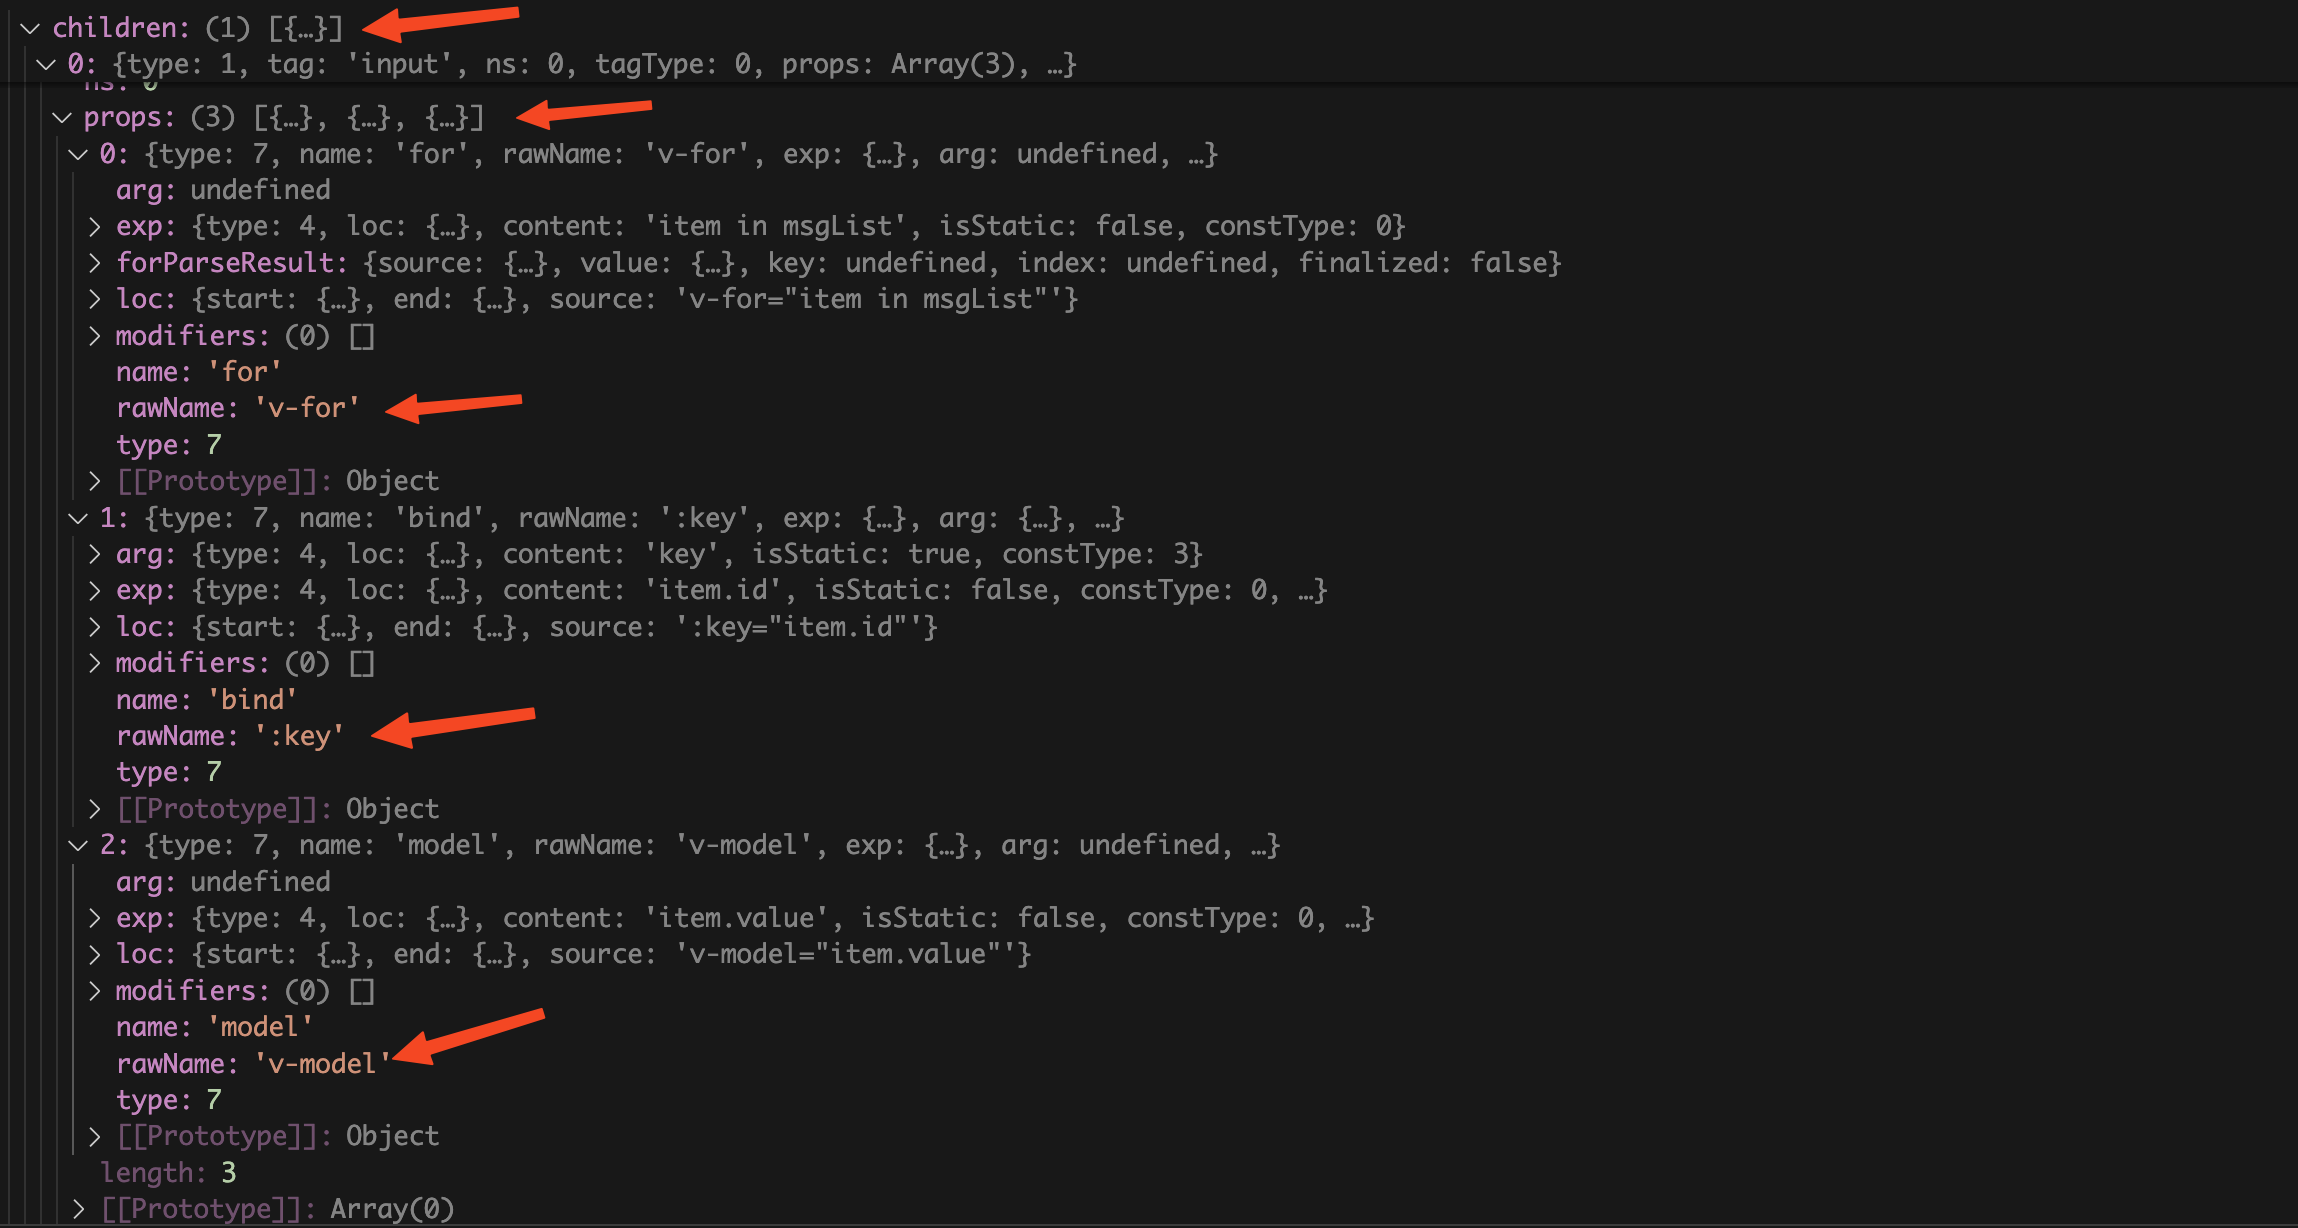 children: (1) [{…}]
0: {type: 1, tag: 'input', ns: 0, tagType: 0, props: Array(3), …}
ns: 0
props: (3) [{…}, {…}, {…}]
0: {type: 7, name: 'for', rawName: 'v-for', exp: {…}, arg: undefined, …}
arg: undefined
exp: {type: 4, loc: {…}, content: 'item in msgList', isStatic: false, constType: 0}
forParseResult: {source: {…}, value: {…}, key: undefined, index: undefined, finalized: false}
loc: {start: {…}, end: {…}, source: 'v-for="item in msgList"'}
modifiers: (0) []
name: 'for'
rawName: 'v-for'
type: 7
[[Prototype]]: Object
1: {type: 7, name: 'bind', rawName: ':key', exp: {…}, arg: {…}, …}
arg: {type: 4, loc: {…}, content: 'key', isStatic: true, constType: 3}
exp: {type: 4, loc: {…}, content: 'item.id', isStatic: false, constType: 0, …}
loc: {start: {…}, end: {…}, source: ':key="item.id"'}
modifiers: (0) []
name: 'bind'
rawName: ':key'
type: 7
[[Prototype]]: Object
2: {type: 7, name: 'model', rawName: 'v-model', exp: {…}, arg: undefined, …}
arg: undefined
exp: {type: 4, loc: {…}, content: 'item.value', isStatic: false, constType: 0, …}
loc: {start: {…}, end: {…}, source: 'v-model="item.value"'}
modifiers: (0) []
name: 'model'
rawName: 'v-model'
type: 7
[[Prototype]]: Object
length: 3
[[Prototype]]: Array(0)